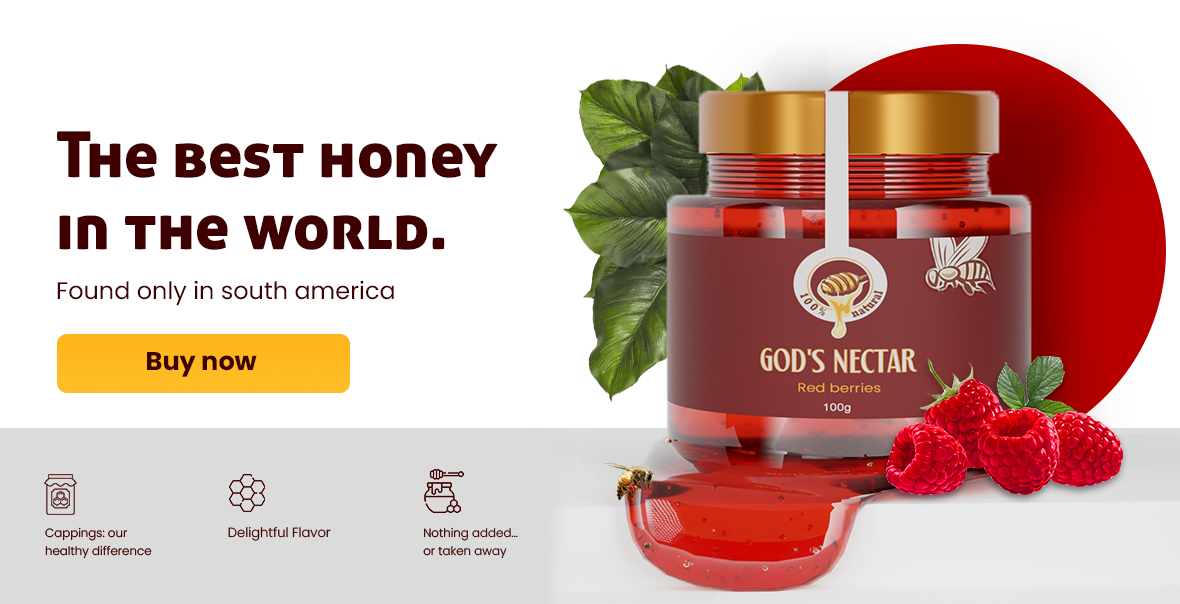 The best honey
in the world.
Found only in south america
Buy now
Cappings: our
healthy difference
Delightful Flavor
Nothing added...
or taken away
100% natural
GOD'S NECTAR
Red berries
100g